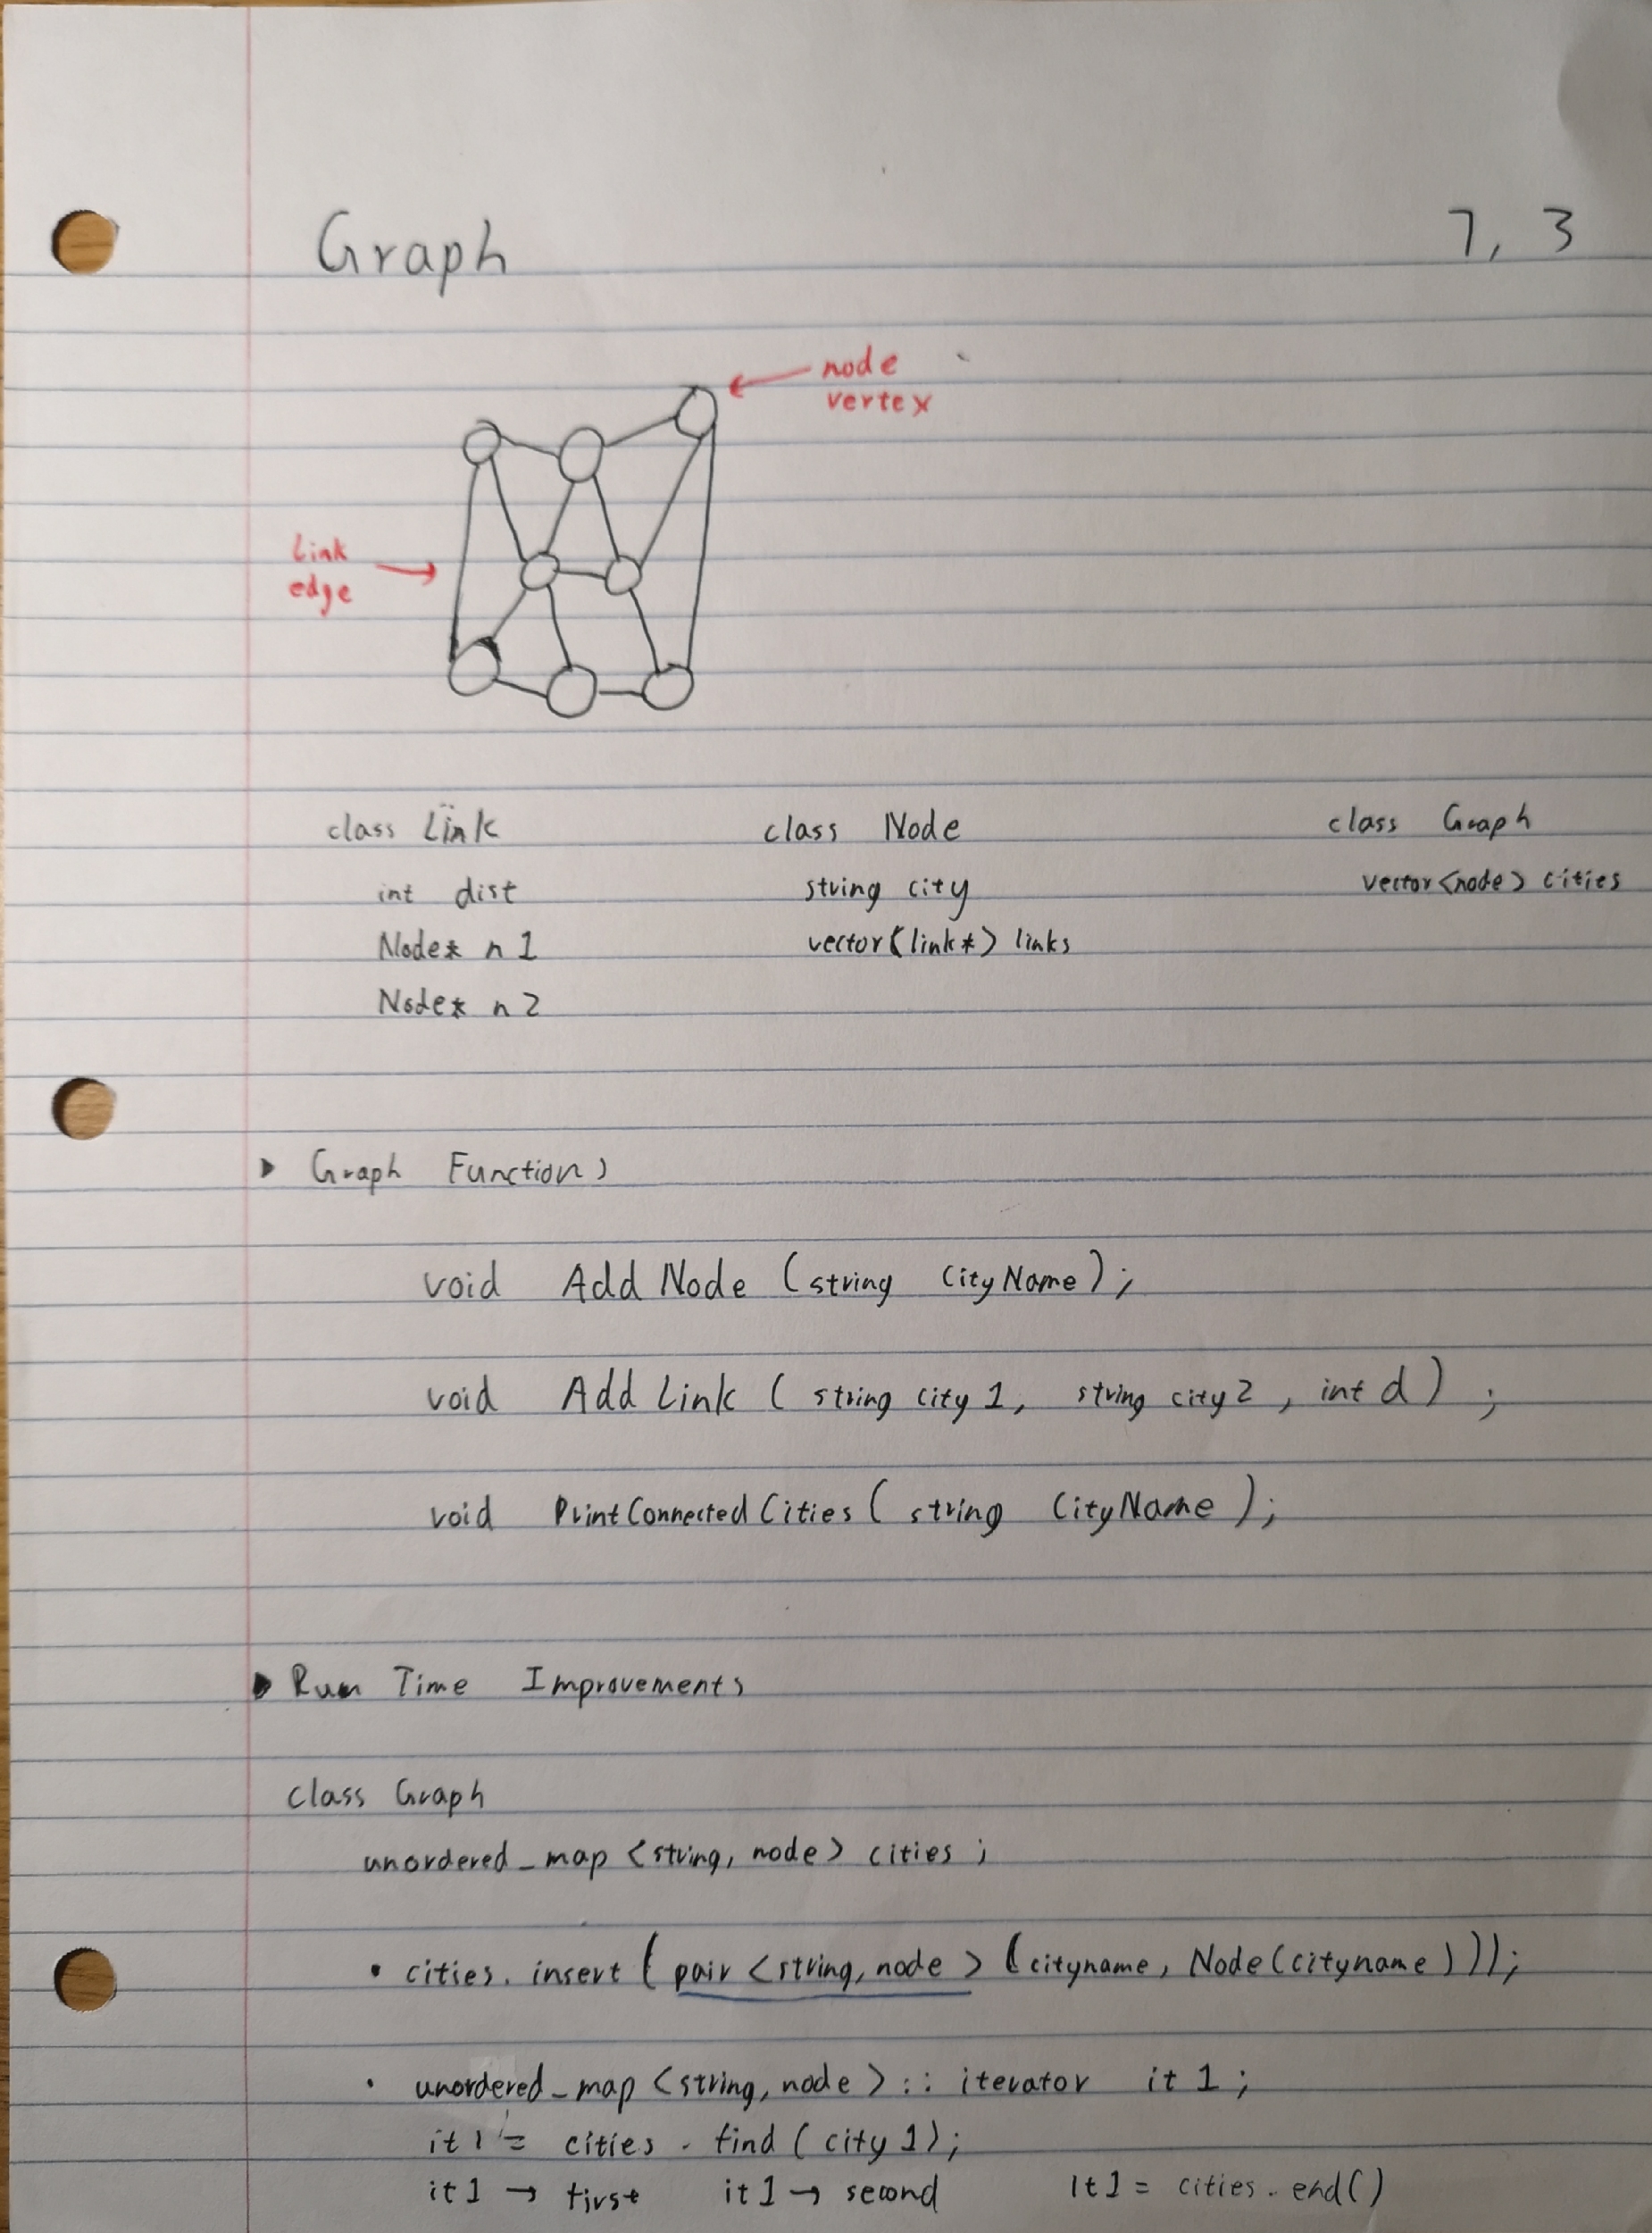 Graph 7, 3
node
vertex
Link
edge
class Link class Node class Graph
int dist string city vector<node> cities
Node* n1 vector<link*> links
Node* n2
Graph Functions
void AddNode (string CityName);
void AddLink ( string city1, string city2, int d) ;
void PrintConnectedCities( string CityName );
Run Time Improvements
class Graph
unordered_map <string, node> cities ;
• cities. insert ( pair <string, node > (cityname, Node(cityname)));
• unordered_map <string, node> :: iterator it1 ;
it1 = cities . find ( city1);
it1 → first it1 → second It1 = cities. end()